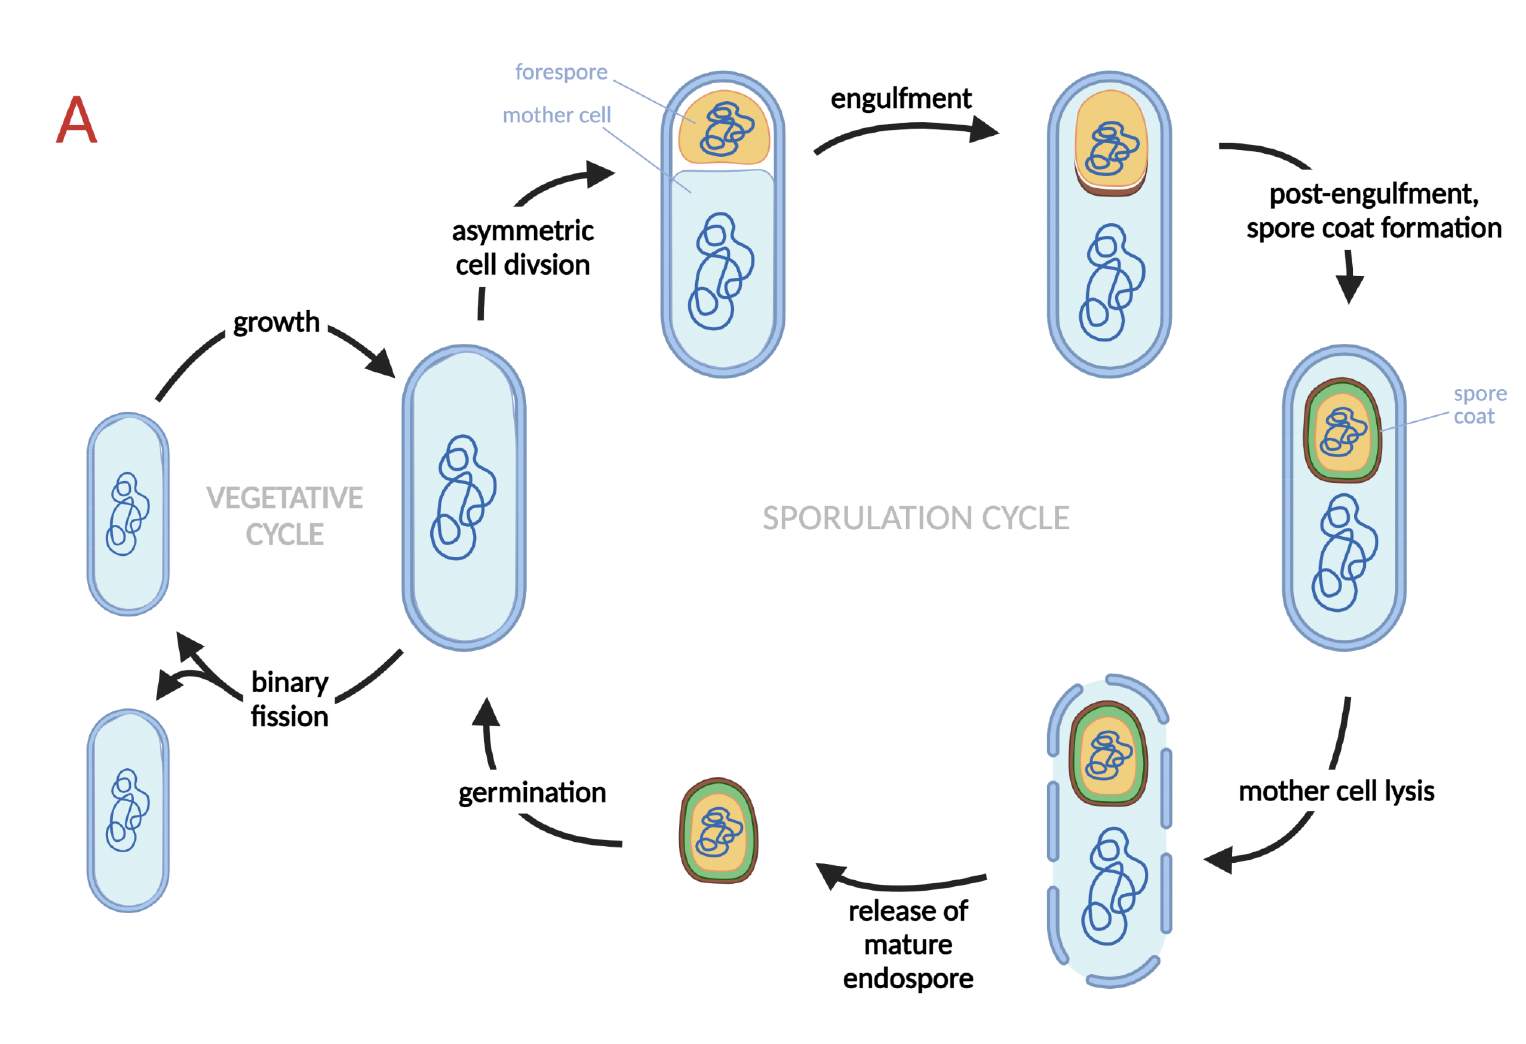 A
forespore
mother cell
engulfment
post-engulfment,
spore coat formation
asymmetric
cell divsion
growth
spore
coat
VEGETATIVE
CYCLE
SPORULATION CYCLE
binary
fission
germination
mother cell lysis
release of
mature
endospore